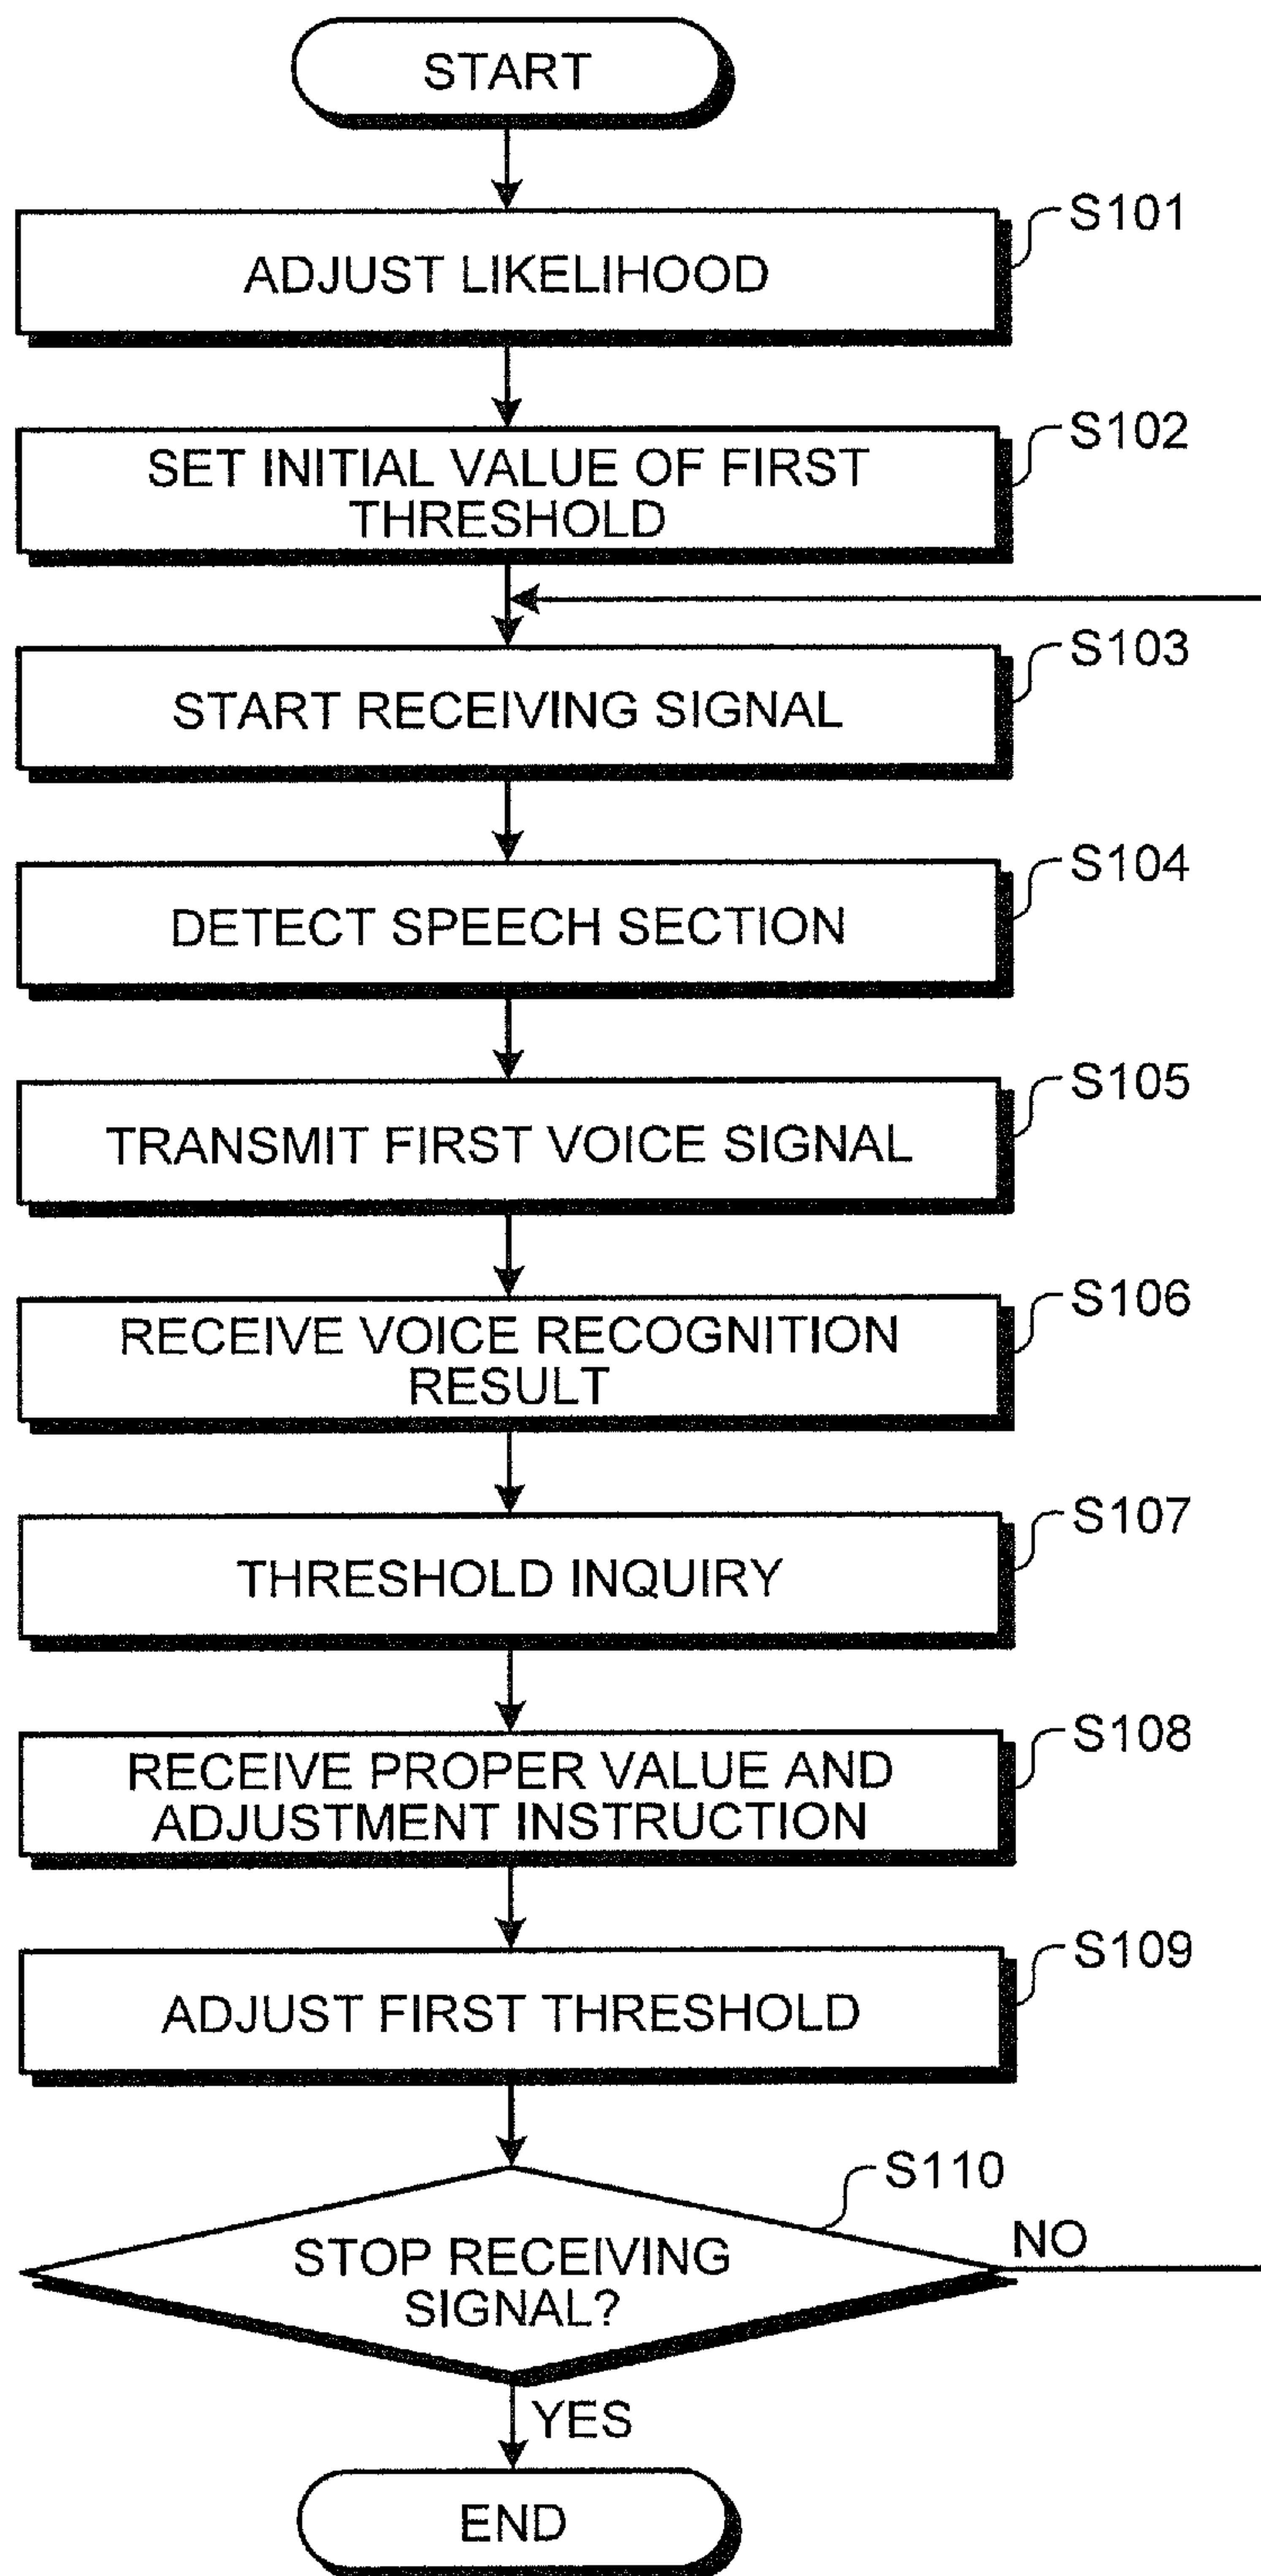 START
S101
ADJUST LIKELIHOOD
S102
SET INITIAL VALUE OF FIRST
THRESHOLD
S103
START RECEIVING SIGNAL
S104
DETECT SPEECH SECTION
S105
TRANSMIT FIRST VOICE SIGNAL
S106
RECEIVE VOICE RECOGNITION
RESULT
S107
THRESHOLD INQUIRY
S108
RECEIVE PROPER VALUE AND
ADJUSTMENT INSTRUCTION
S109
ADJUST FIRST THRESHOLD
S110
STOP RECEIVING
SIGNAL?
NO
YES
END